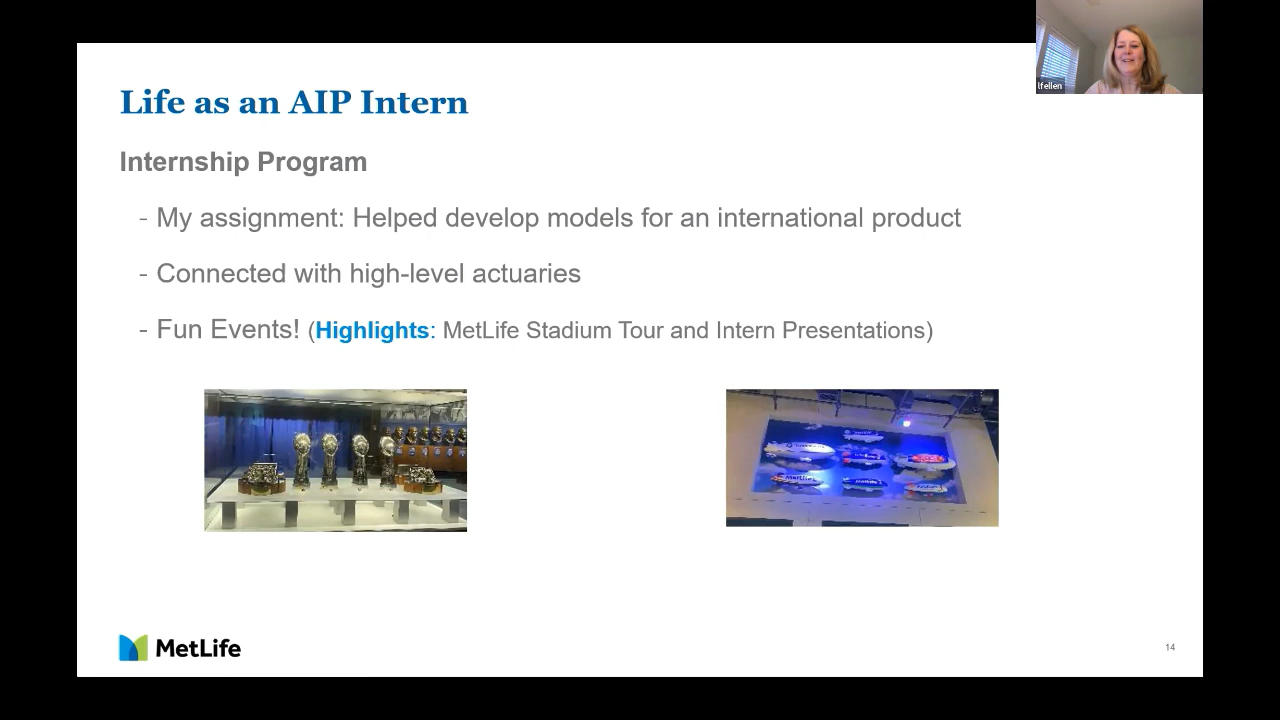 lfellen
Life as an AIP Intern
Internship Program
- My assignment: Helped develop models for an international product
- Connected with high-level actuaries
- Fun Events! (Highlights: MetLife Stadium Tour and Intern Presentations)
MetLife
14